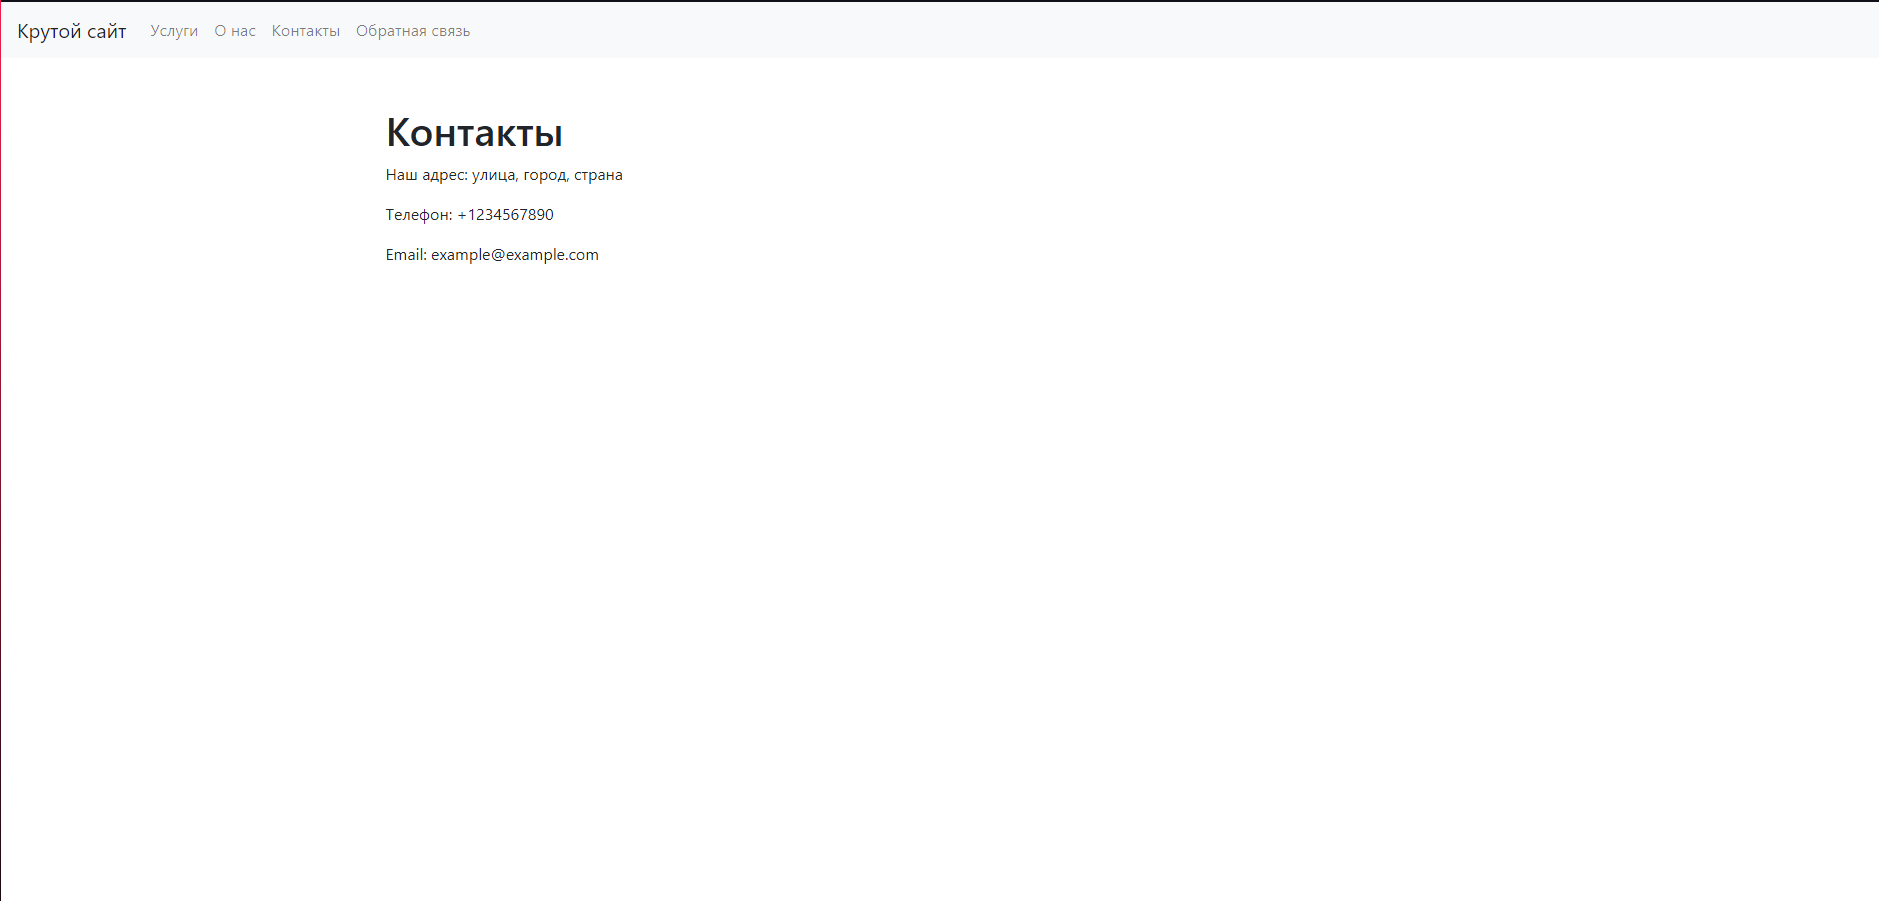 Крутой сайт Услуги О нас Контакты Обратная связь
Контакты
Наш адрес: улица, город, страна
Телефон: +1234567890
Email: example@example.com